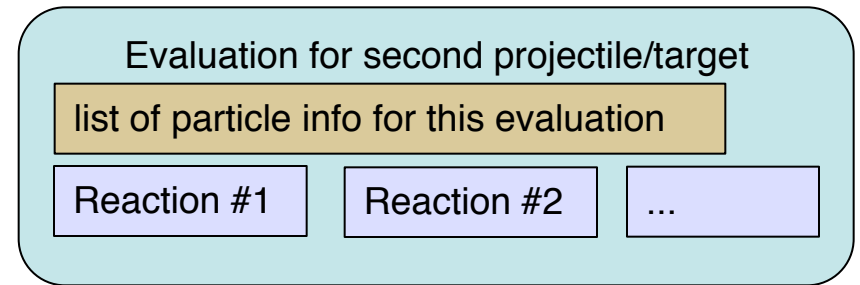 Evaluation for second projectile/target
list of particle info for this evaluation
Reaction #1
Reaction #2
...